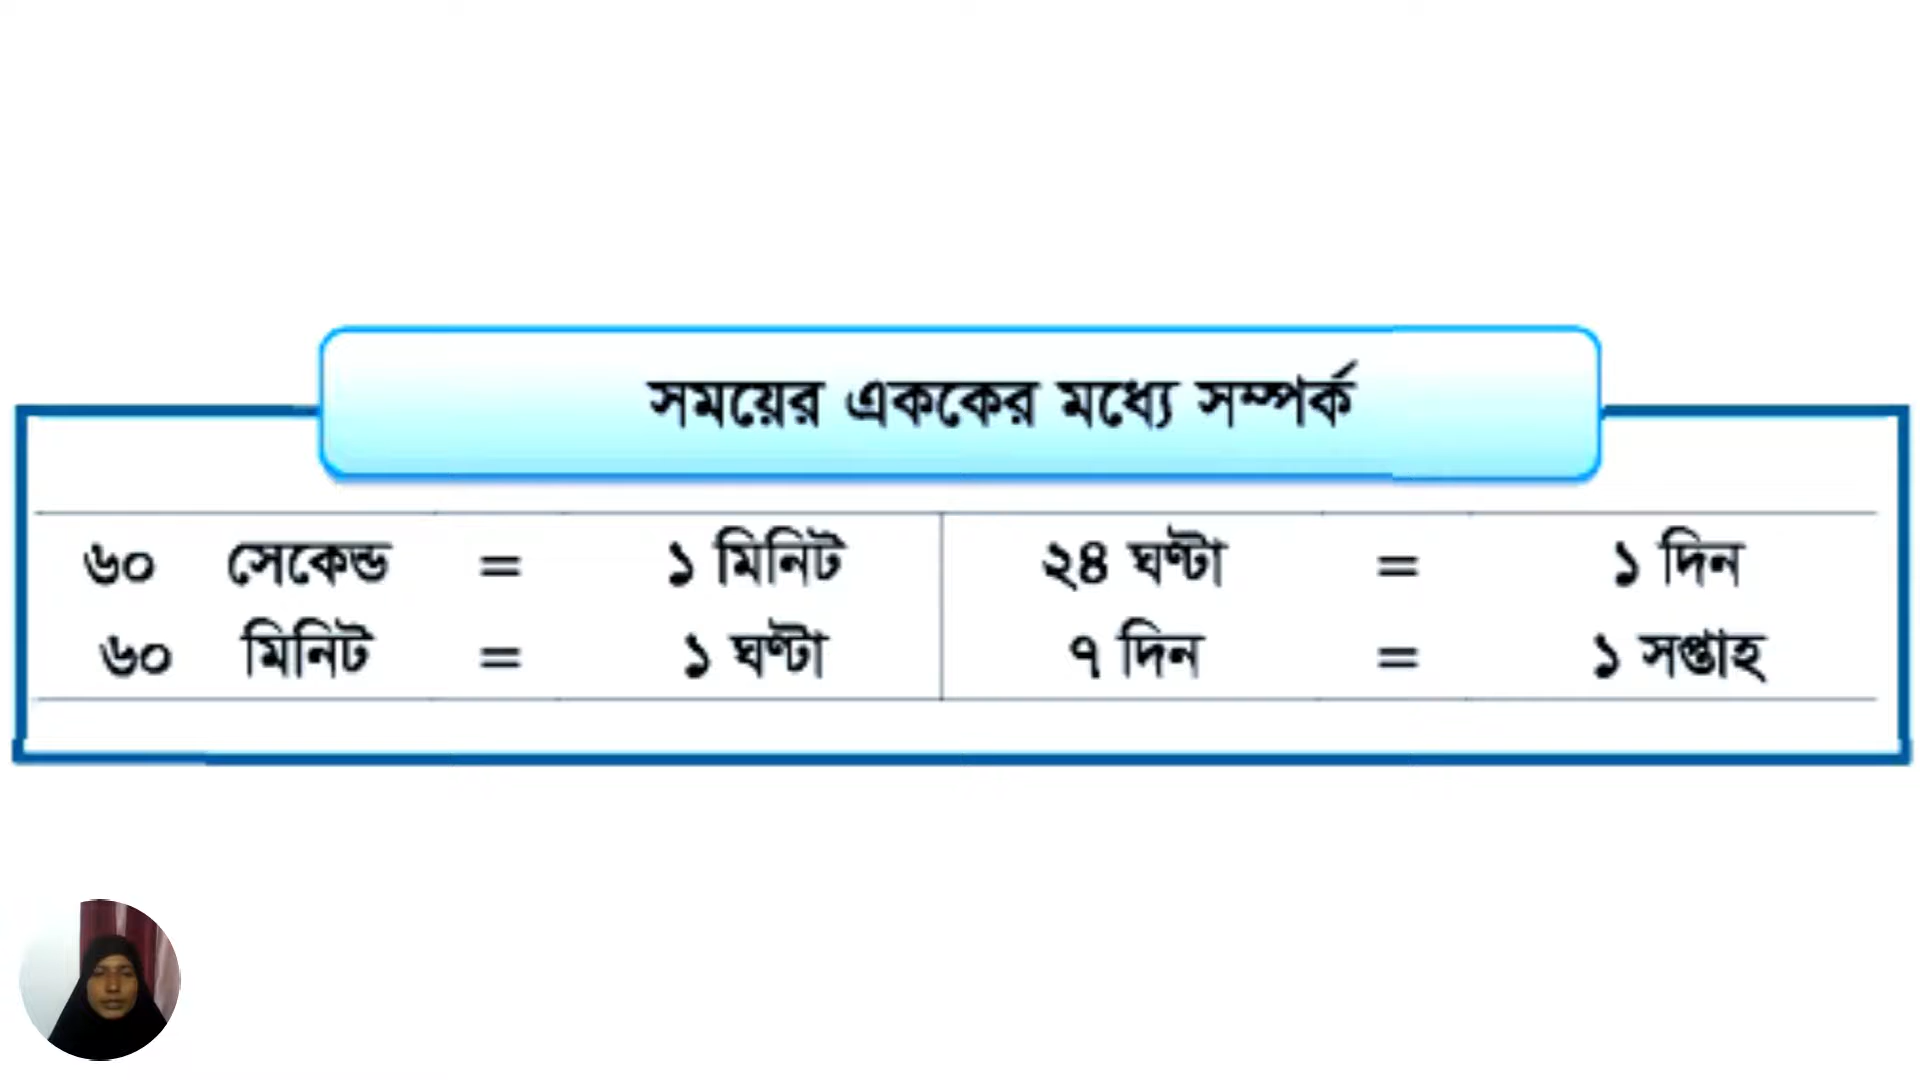 সময়ের এককের মধ্যে সম্পর্ক
৬০ সেকেন্ড = ১ মিনিট ২৪ ঘণ্টা = ১ দিন
৬০ মিনিট = ১ ঘণ্টা ৭ দিন = ১ সপ্তাহ